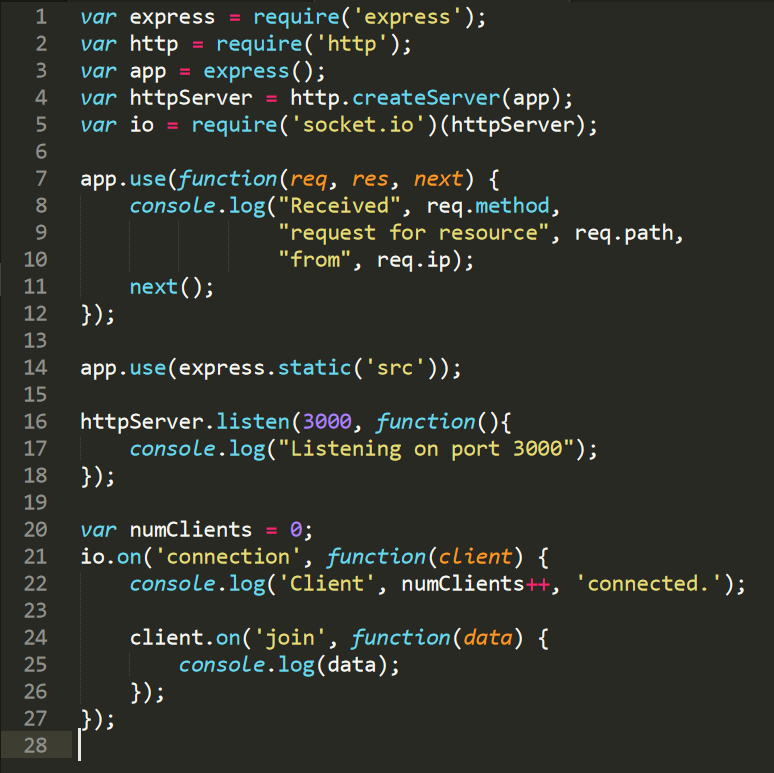 1 var express = require('express');
2 var http = require('http');
3 var app = express();
4 var httpServer = http.createServer(app);
5 var io = require('socket.io')(httpServer);
6
7 app.use(function(req, res, next) {
8     console.log("Received", req.method,
9                 "request for resource", req.path,
10                 "from", req.ip);
11     next();
12 });
13
14 app.use(express.static('src'));
15
16 httpServer.listen(3000, function(){
17     console.log("Listening on port 3000");
18 });
19
20 var numClients = 0;
21 io.on('connection', function(client) {
22     console.log('Client', numClients++, 'connected.');
23
24     client.on('join', function(data) {
25         console.log(data);
26     });
27 });
28